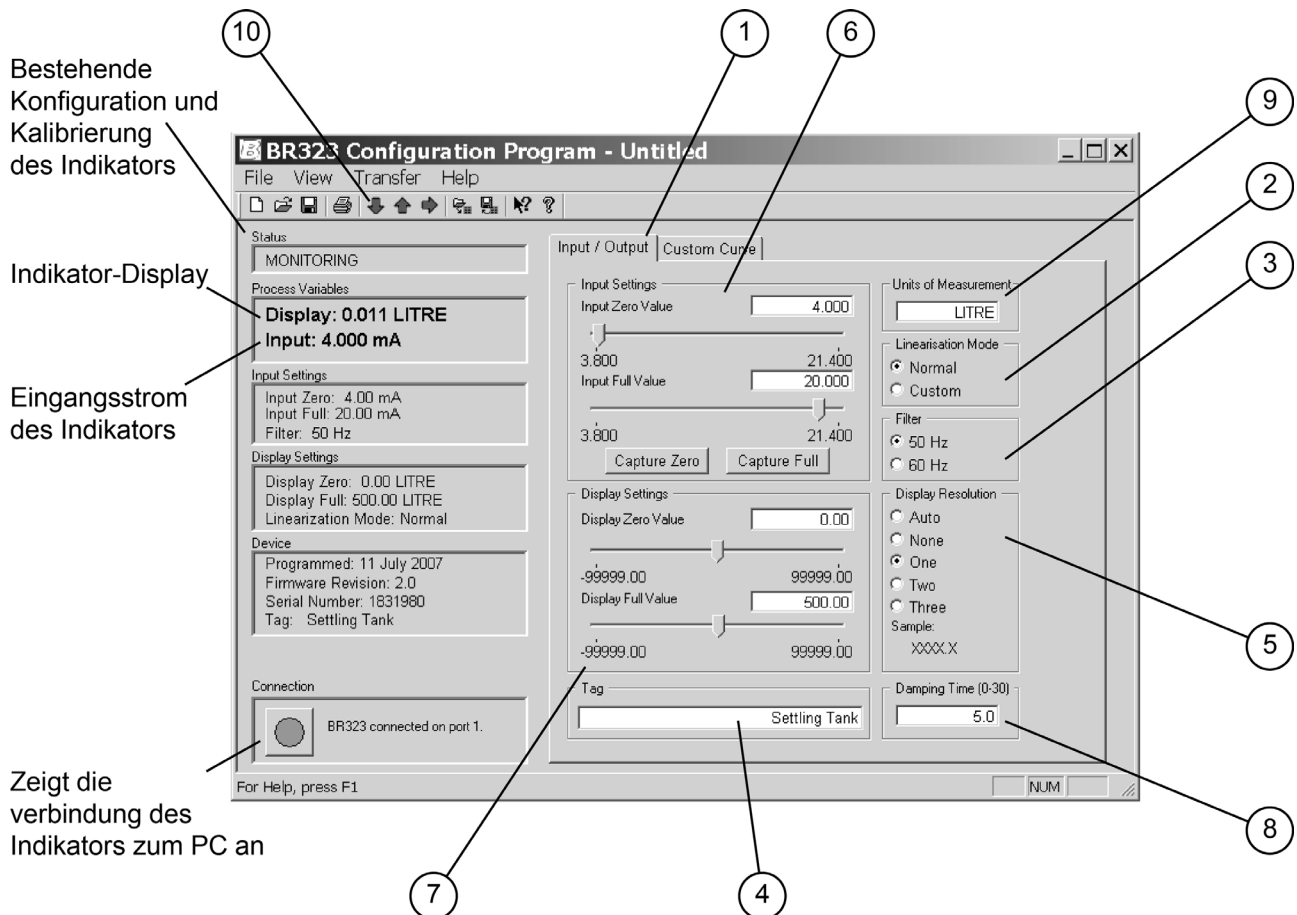 10
1
6
Bestehende
Konfiguration und
Kalibrierung
des Indikators
9
2
3
BR323 Configuration Program - Untitled
File View Transfer Help
Status
MONITORING
Indikator-Display
Process Variables
Display: 0.011 LITRE
Input: 4.000 mA
Eingangsstrom
des Indikators
Input Settings
Input Zero: 4.00 mA
Input Full: 20.00 mA
Filter: 50 Hz
Display Settings
Display Zero: 0.00 LITRE
Display Full: 500.00 LITRE
Linearization Mode: Normal
Device
Programmed: 11 July 2007
Firmware Revision: 2.0
Serial Number: 1831980
Tag: Settling Tank
Connection
BR323 connected on port 1.
Zeigt die
verbindung des
Indikators zum PC an
Input / Output
Custom Curve
Input Settings
Input Zero Value 4.000
3.800 21.400
Input Full Value 20.000
3.800 21.400
Capture Zero Capture Full
Display Settings
Display Zero Value 0.00
-99999.00 99999.00
Display Full Value 500.00
-99999.00 99999.00
Tag
Settling Tank
Units of Measurement
LITRE
Linearisation Mode
Normal
Custom
Filter
50 Hz
60 Hz
Display Resolution
Auto
None
One
Two
Three
Sample:
XXXX.X
Damping Time (0-30)
5.0
For Help, press F1
NUM
5
8
7
4